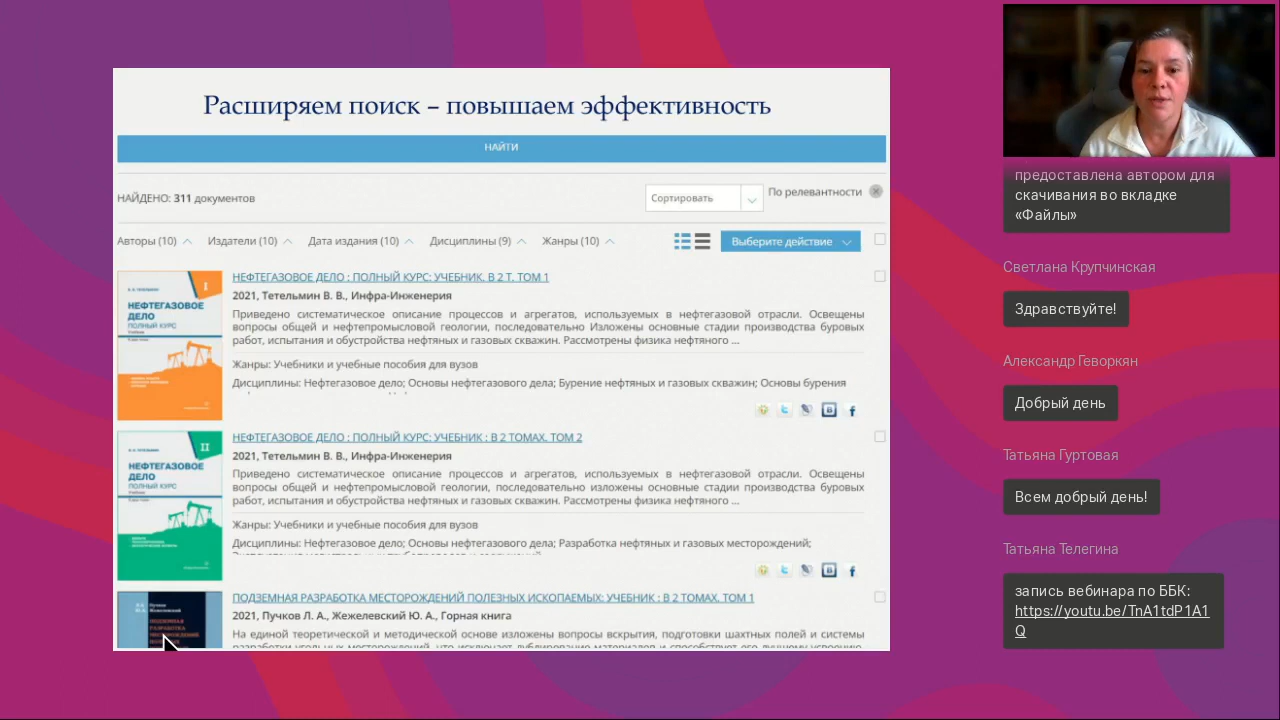 Расширяем поиск – повышаем эффективность
НАЙТИ
НАЙДЕНО: 311 документов
Сортировать
По релевантности
Авторы (10)
Издатели (10)
Дата издания (10)
Дисциплины (9)
Жанры (10)
Выберите действие
I
НЕФТЕГАЗОВОЕ
ДЕЛО
ПОЛНЫЙ КУРС
НЕФТЕГАЗОВОЕ ДЕЛО : ПОЛНЫЙ КУРС: УЧЕБНИК. В 2 Т. ТОМ 1
2021, Тетельмин В. В., Инфра-Инженерия
Приведено систематическое описание процессов и агрегатов, используемых в нефтегазовой отрасли. Освещены
вопросы общей и нефтепромысловой геологии, последовательно Изложены основные стадии производства буровых
работ, испытания и обустройства нефтяных и газовых скважин. Рассмотрены физика нефтяного ...
Жанры: Учебники и учебные пособия для вузов
Дисциплины: Нефтегазовое дело; Основы нефтегазового дела; Бурение нефтяных и газовых скважин; Основы бурения
II
НЕФТЕГАЗОВОЕ
ДЕЛО
ПОЛНЫЙ КУРС
НЕФТЕГАЗОВОЕ ДЕЛО : ПОЛНЫЙ КУРС: УЧЕБНИК : В 2 ТОМАХ. ТОМ 2
2021, Тетельмин В. В., Инфра-Инженерия
Приведено систематическое описание процессов и агрегатов, используемых в нефтегазовой отрасли. Освещены
вопросы общей и нефтепромысловой геологии, последовательно изложены основные стадии производства буровых
работ, испытания и обустройства нефтяных и газовых скважин. Рассмотрены физика нефтяного ...
Жанры: Учебники и учебные пособия для вузов
Дисциплины: Нефтегазовое дело; Основы нефтегазового дела; Разработка нефтяных и газовых месторождений;
ПОДЗЕМНАЯ РАЗРАБОТКА МЕСТОРОЖДЕНИЙ ПОЛЕЗНЫХ ИСКОПАЕМЫХ: УЧЕБНИК : В 2 ТОМАХ. ТОМ 1
2021, Пучков Л. А., Жежелевский Ю. А., Горная книга
На единой теоретической и методической основе изложены вопросы вскрытия, подготовки шахтных полей и системы
предоставлена автором для
скачивания во вкладке
«Файлы»
Светлана Крупчинская
Здравствуйте!
Александр Геворкян
Добрый день
Татьяна Гуртовая
Всем добрый день!
Татьяна Телегина
запись вебинара по ББК:
https://youtu.be/TnA1tdP1A1
Q